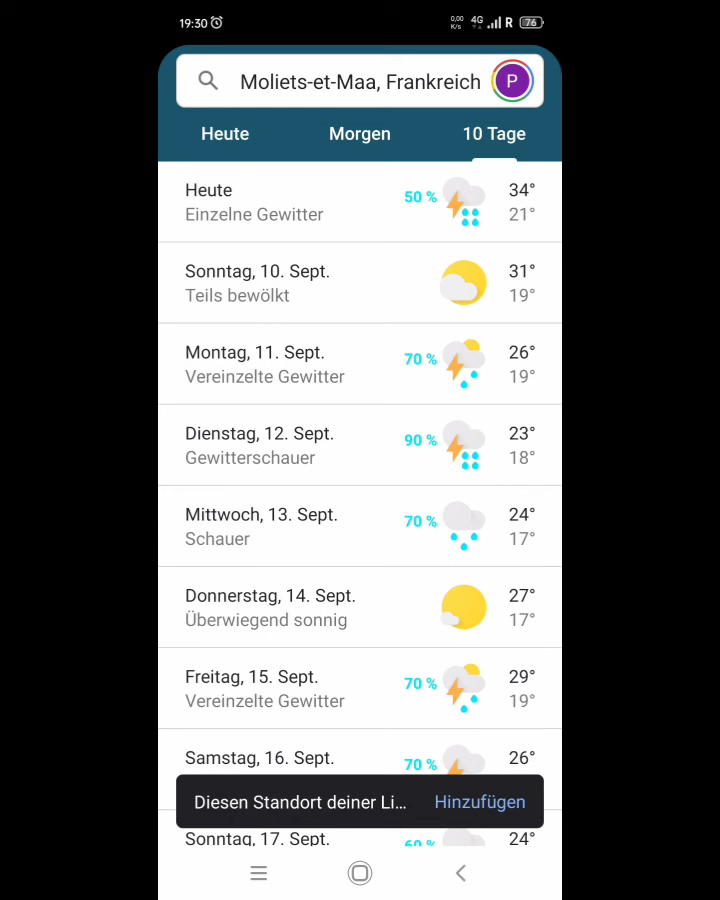 19:30
0,00
K/s
4G
R
76
Moliets-et-Maa, Frankreich
P
Heute
Morgen
10 Tage
Heute
50 %
34°
Einzelne Gewitter
21°
Sonntag, 10. Sept.
31°
Teils bewölkt
19°
Montag, 11. Sept.
70 %
26°
Vereinzelte Gewitter
19°
Dienstag, 12. Sept.
90 %
23°
Gewitterschauer
18°
Mittwoch, 13. Sept.
70 %
24°
Schauer
17°
Donnerstag, 14. Sept.
27°
Überwiegend sonnig
17°
Freitag, 15. Sept.
70 %
29°
Vereinzelte Gewitter
19°
Samstag, 16. Sept.
70 %
26°
Diesen Standort deiner Li...
Hinzufügen
Sonntag, 17. Sept.
60 %
24°